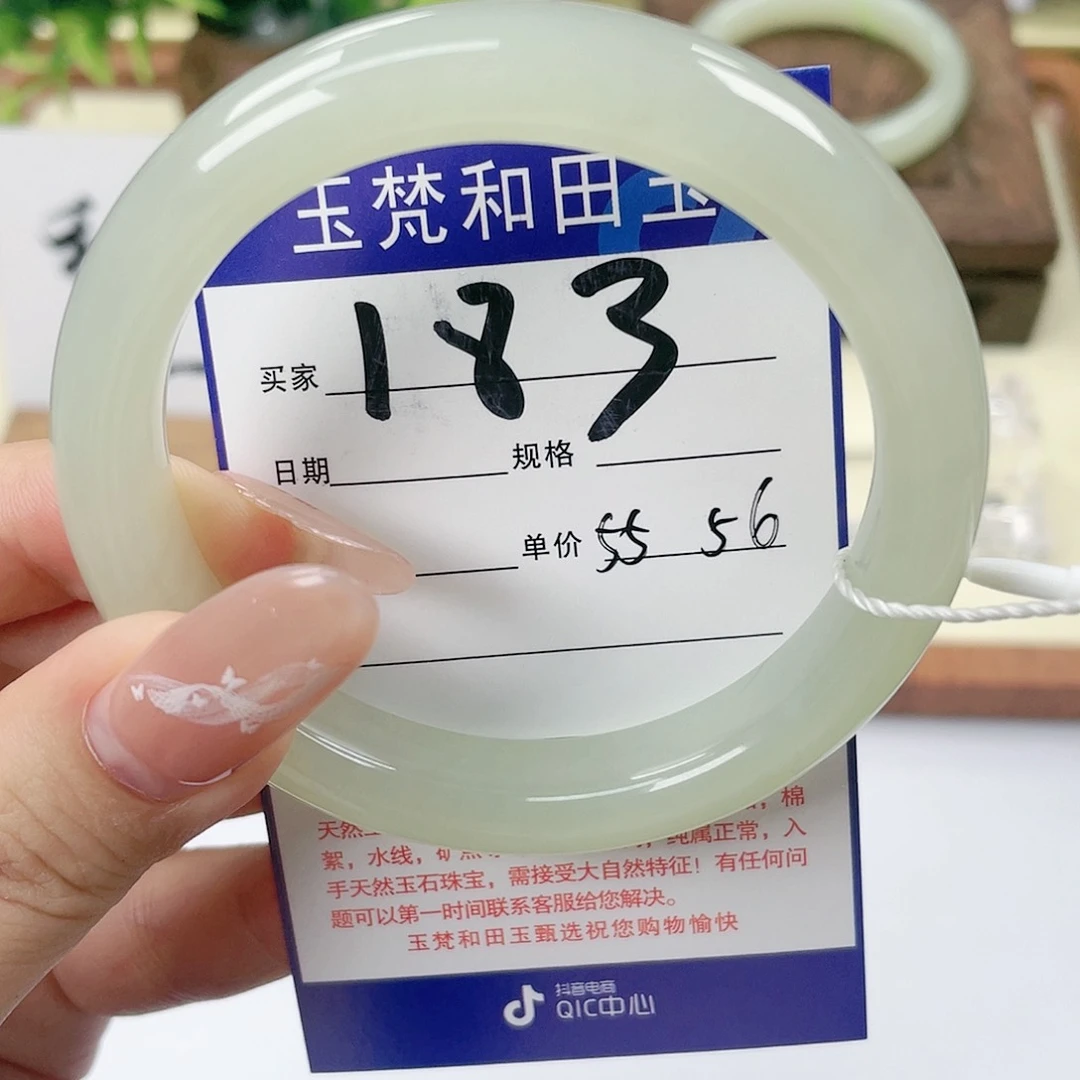 玉梵和田玉
买家 183
日期 规格
单价 55 56
棉
天然
絮，水线，矿 纯属正常，入
手天然玉石珠宝，需接受大自然特征！有任何问
题可以第一时间联系客服给您解决。
玉梵和田玉甄选祝您购物愉快
抖音电商
QIC中心